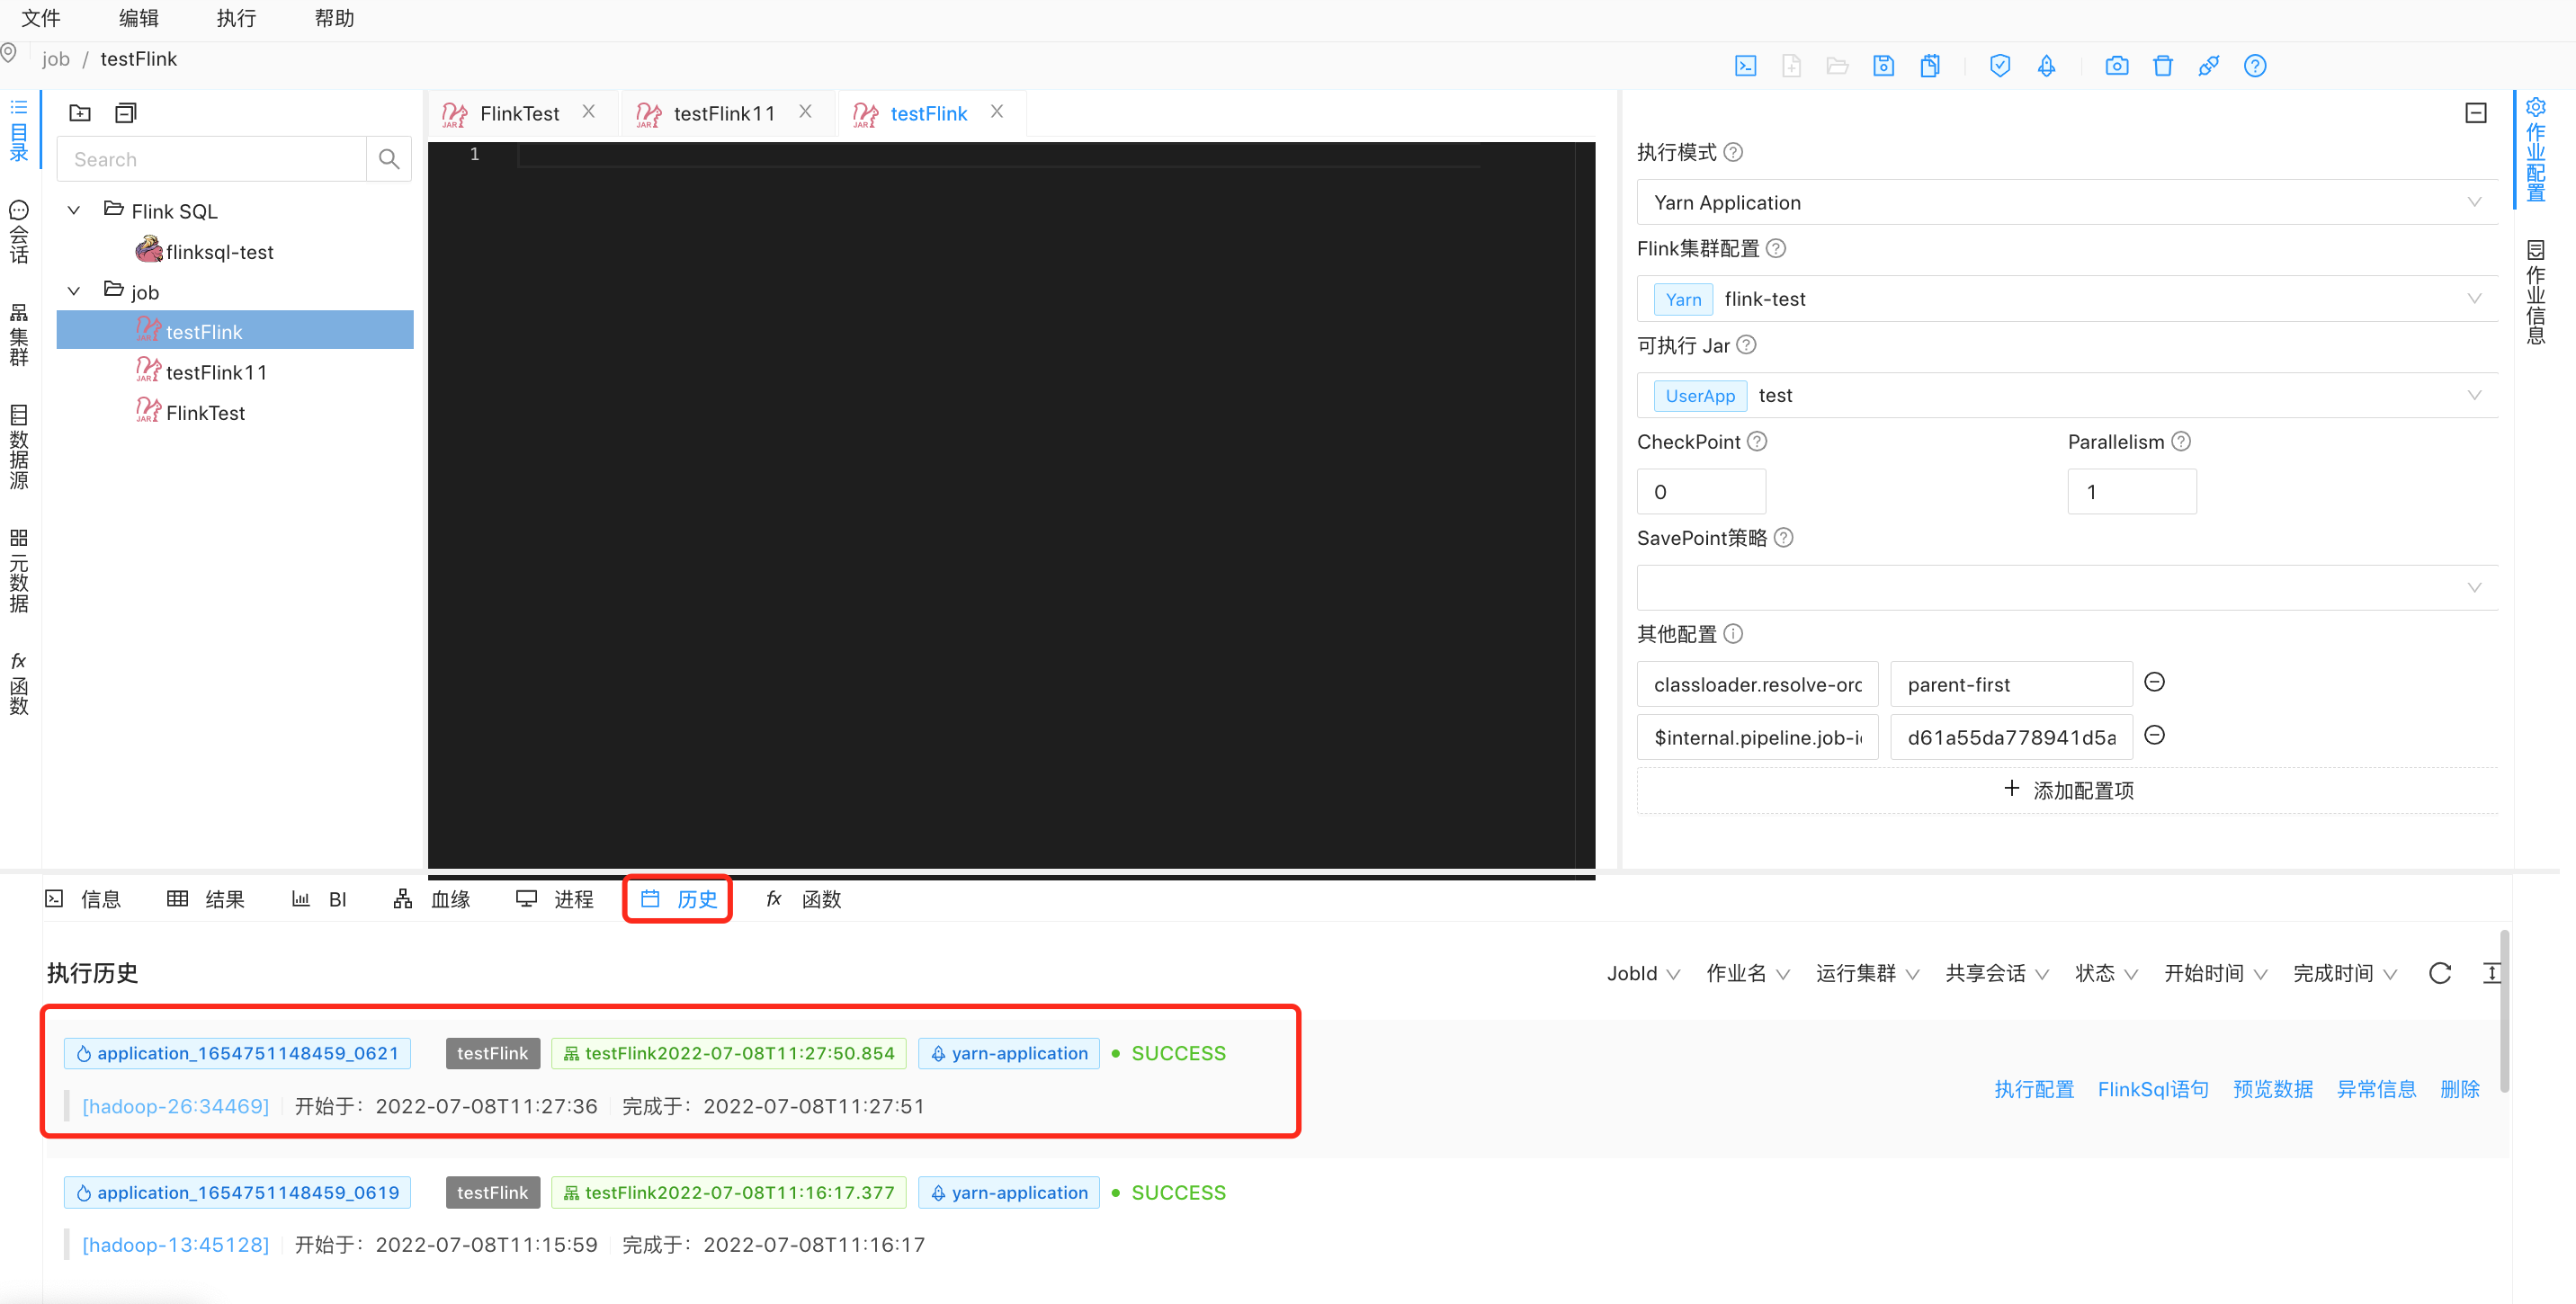 文件 编辑 执行 帮助
job / testFlink
目录
会话
集群
数据源
元数据
fx 函数
Search
Flink SQL
flinksql-test
job
testFlink
testFlink11
FlinkTest
FlinkTest testFlink11 testFlink
1
执行模式
Yarn Application
Flink集群配置
Yarn flink-test
可执行 Jar
UserApp test
CheckPoint Parallelism
0 1
SavePoint策略
其他配置
classloader.resolve-orc parent-first
$internal.pipeline.job-i d61a55da778941d5a
+ 添加配置项
作业配置
作业信息
信息 结果 BI 血缘 进程 历史 fx 函数
执行历史 JobId 作业名 运行集群 共享会话 状态 开始时间 完成时间
application_1654751148459_0621 testFlink testFlink2022-07-08T11:27:50.854 yarn-application SUCCESS
[hadoop-26:34469] 开始于：2022-07-08T11:27:36 完成于：2022-07-08T11:27:51
执行配置 FlinkSql语句 预览数据 异常信息 删除
application_1654751148459_0619 testFlink testFlink2022-07-08T11:16:17.377 yarn-application SUCCESS
[hadoop-13:45128] 开始于：2022-07-08T11:15:59 完成于：2022-07-08T11:16:17